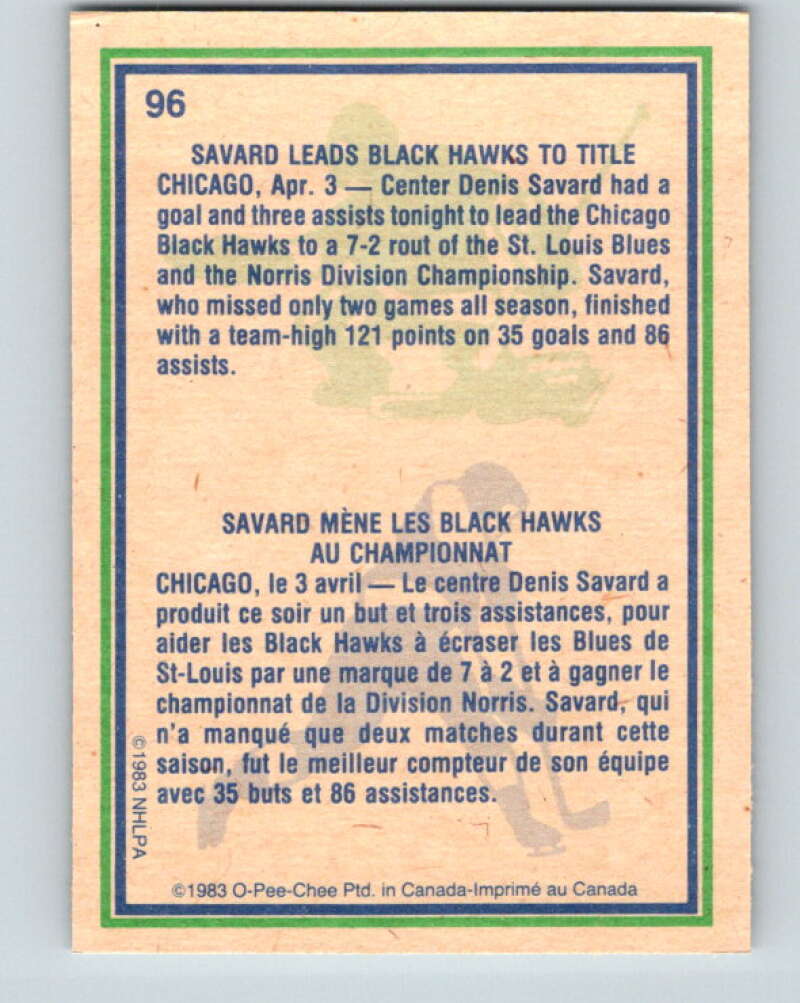 96
SAVARD LEADS BLACK HAWKS TO TITLE
CHICAGO, Apr. 3 — Center Denis Savard had a
goal and three assists tonight to lead the Chicago
Black Hawks to a 7-2 rout of the St. Louis Blues
and the Norris Division Championship. Savard,
who missed only two games all season, finished
with a team-high 121 points on 35 goals and 86
assists.
SAVARD MÈNE LES BLACK HAWKS
AU CHAMPIONNAT
CHICAGO, le 3 avril — Le centre Denis Savard a
produit ce soir un but et trois assistances, pour
aider les Black Hawks à écraser les Blues de
St-Louis par une marque de 7 à 2 et à gagner le
championnat de la Division Norris. Savard, qui
n'a manqué que deux matches durant cette
saison, fut le meilleur compteur de son équipe
avec 35 buts et 86 assistances.
©1983 NHLPA
©1983 O-Pee-Chee Ptd. in Canada-Imprimé au Canada